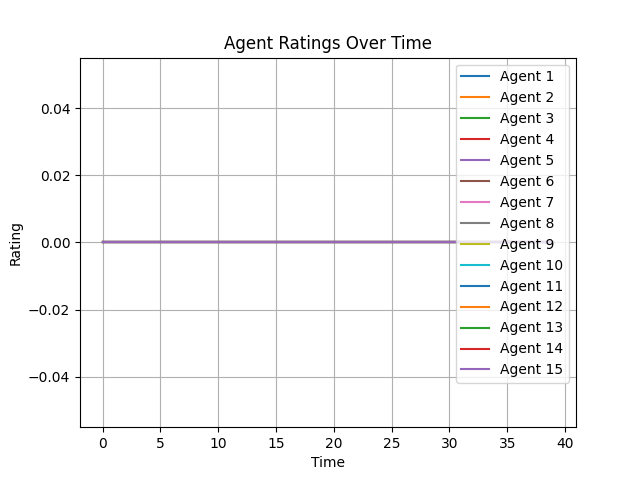 Agent Ratings Over Time
Rating
0.04
0.02
0.00
−0.02
−0.04
Agent 1
Agent 2
Agent 3
Agent 4
Agent 5
Agent 6
Agent 7
Agent 8
Agent 9
Agent 10
Agent 11
Agent 12
Agent 13
Agent 14
Agent 15
0 5 10 15 20 25 30 35 40
Time